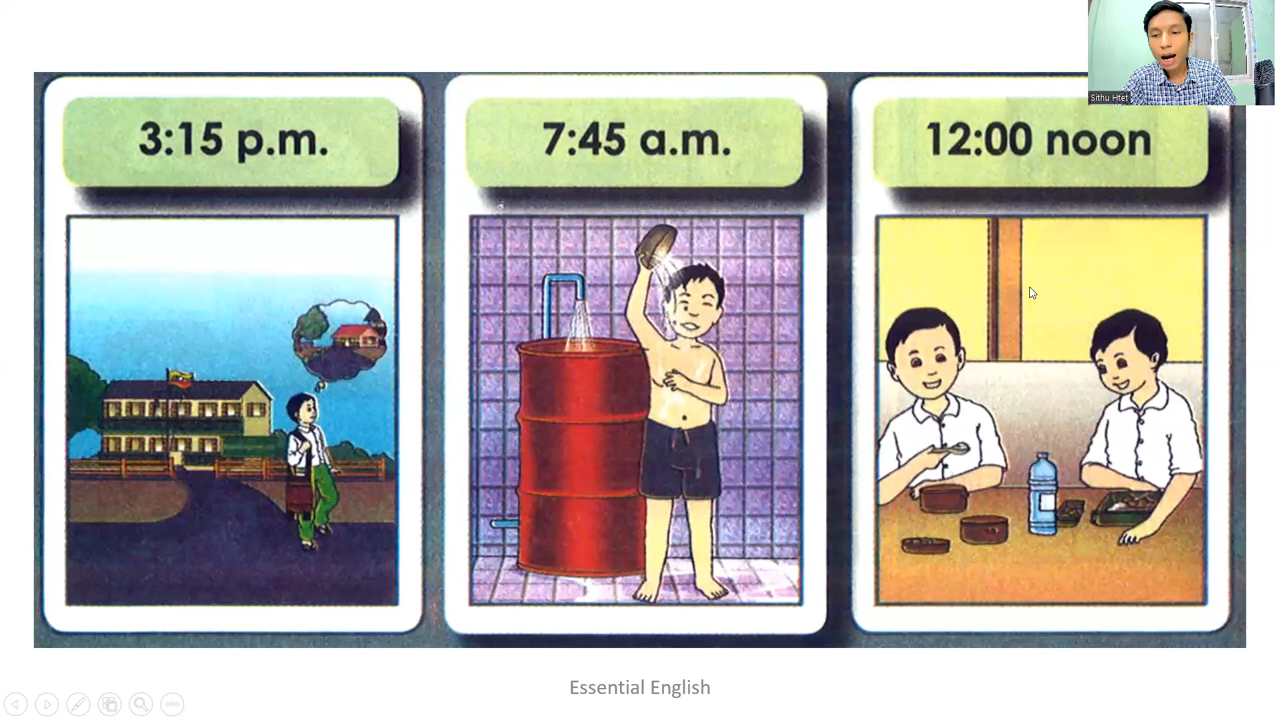 Sithu Htet
3:15 p.m.
7:45 a.m.
12:00 noon
Essential English